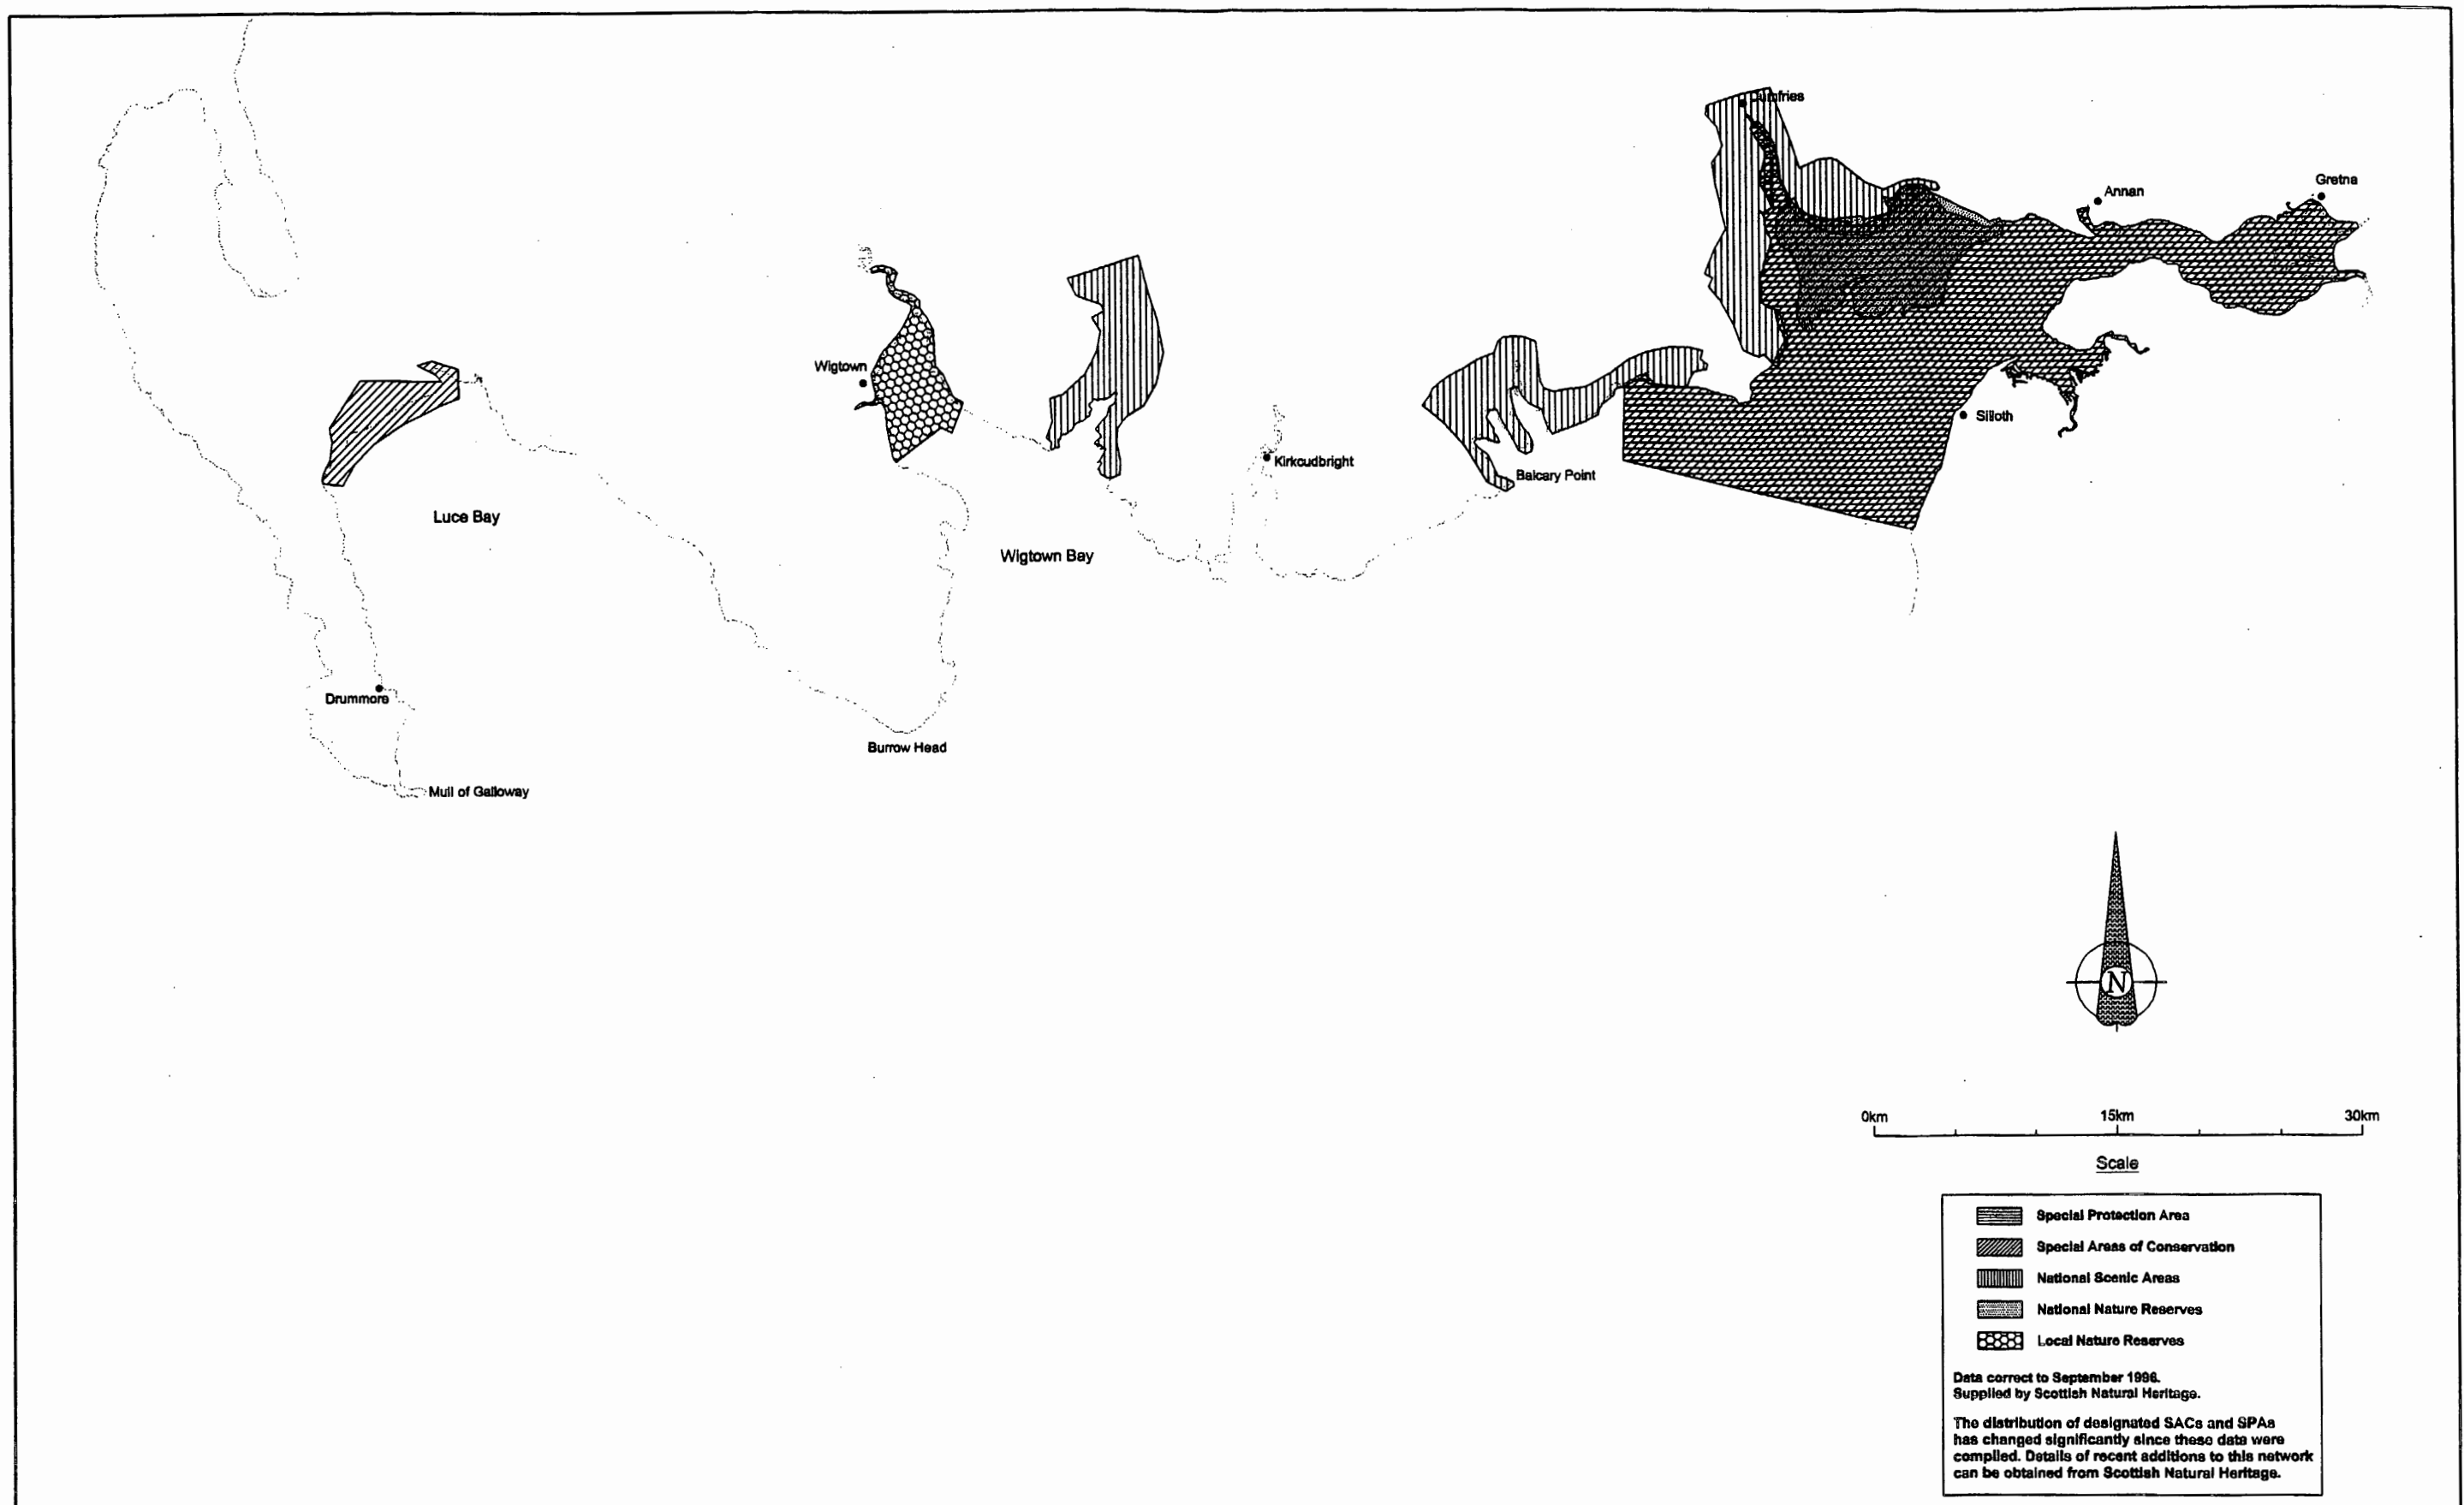 Dumfries
Gretna
Annan
Wigtown
Silloth
Kirkcudbright
Balcary Point
Luce Bay
Wigtown Bay
Drummore
Burrow Head
Mull of Galloway
N
0km 15km 30km
Scale
Special Protection Area
Special Areas of Conservation
National Scenic Areas
National Nature Reserves
Local Nature Reserves
Data correct to September 1996.
Supplied by Scottish Natural Heritage.
The distribution of designated SACs and SPAs
has changed significantly since these data were
compiled. Details of recent additions to this network
can be obtained from Scottish Natural Heritage.